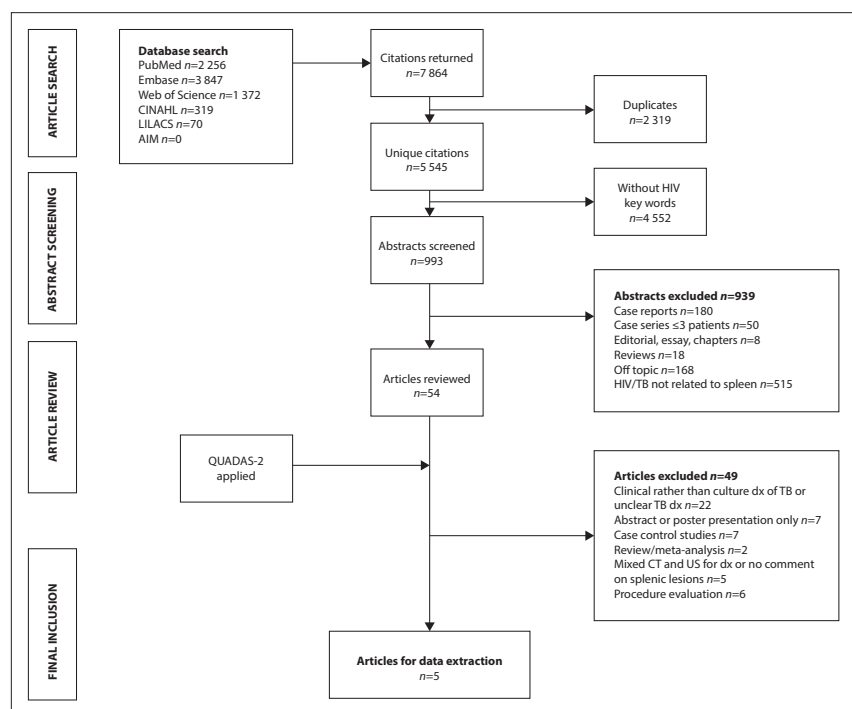 ARTICLE SEARCH
Database search
PubMed n=2 256
Embase n=3 847
Web of Science n=1 372
CINAHL n=319
LILACS n=70
AIM n=0
Citations returned
n=7 864
Duplicates
n=2 319
Unique citations
n=5 545
ABSTRACT SCREENING
Without HIV
key words
n=4 552
Abstracts screened
n=993
Abstracts excluded n=939
Case reports n=180
Case series ≤3 patients n=50
Editorial, essay, chapters n=8
Reviews n=18
Off topic n=168
HIV/TB not related to spleen n=515
ARTICLE REVIEW
Articles reviewed
n=54
QUADAS-2
applied
Articles excluded n=49
Clinical rather than culture dx of TB or
unclear TB dx n=22
Abstract or poster presentation only n=7
Case control studies n=7
Review/meta-analysis n=2
Mixed CT and US for dx or no comment
on splenic lesions n=5
Procedure evaluation n=6
FINAL INCLUSION
Articles for data extraction
n=5